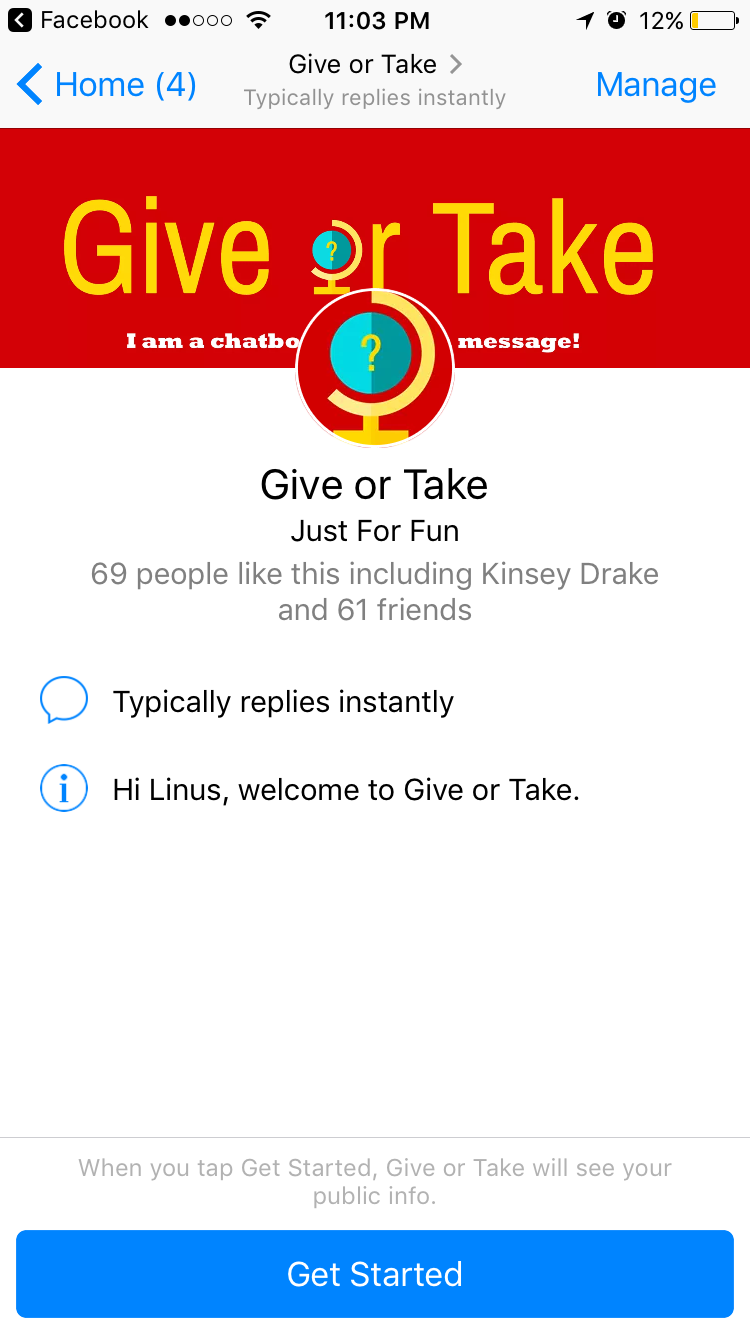 Facebook 11:03 PM 12%
Home (4) Give or Take Manage
Typically replies instantly
Give or Take
I am a message!
Give or Take
Just For Fun
69 people like this including Kinsey Drake
and 61 friends
Typically replies instantly
Hi Linus, welcome to Give or Take.
When you tap Get Started, Give or Take will see your
public info.
Get Started